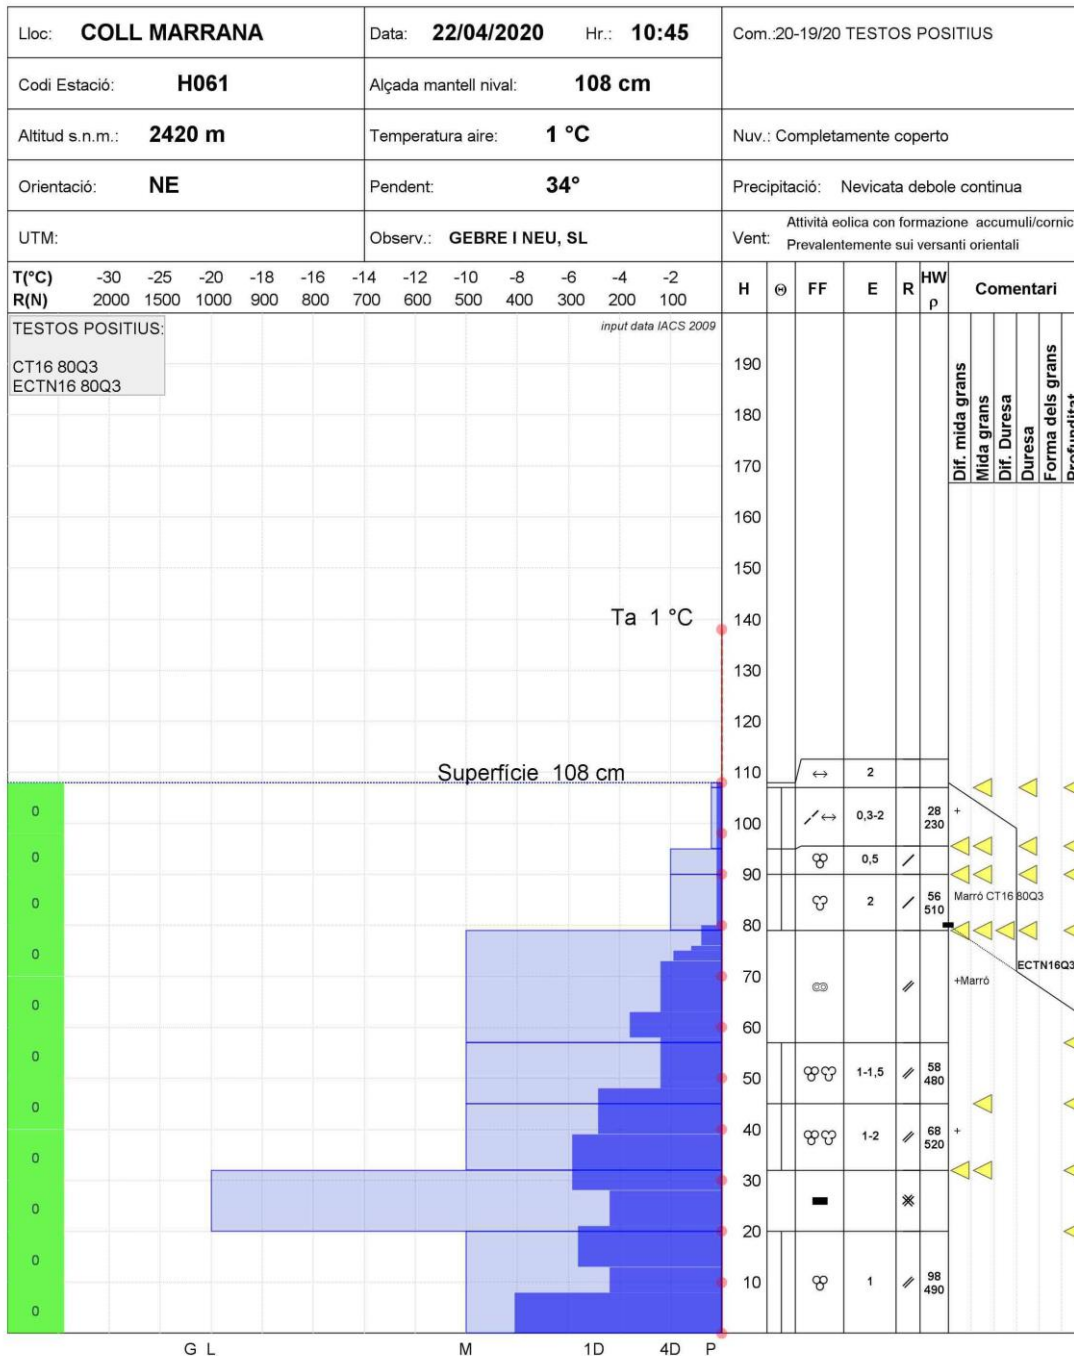 Lloc: COLL MARRANA Data: 22/04/2020 Hr.: 10:45 Com.:20-19/20 TESTOS POSITIUS
Codi Estació: H061 Alçada mantell nival: 108 cm
Altitud s.n.m.: 2420 m Temperatura aire: 1 °C Nuv.: Completamente coperto
Orientació: NE Pendent: 34° Precipitació: Nevicata debole continua
UTM: Observ.: GEBRE I NEU, SL Vent: Attività eolica con formazione accumuli/cornic
Prevalentemente sui versanti orientali
T(°C) -30 -25 -20 -18 -16 -14 -12 -10 -8 -6 -4 -2
R(N) 2000 1500 1000 900 800 700 600 500 400 300 200 100
H Θ FF E R HW ρ Comentari
TESTOS POSITIUS:
CT16 80Q3
ECTN16 80Q3
input data IACS 2009
Dif. mida grans
Mida grans
Dif. Duresa
Duresa
Forma dels grans
Profunditat
190
180
170
160
150
140
130
120
110
100
90
80
70
60
50
40
30
20
10
Ta 1 °C
Superfície 108 cm
2
0,3-2 28 +
230
0,5
2 56 Marró CT16 80Q3
510
ECTN16Q3
+Marró
1-1,5 58
480
1-2 68 +
520
1 98
490
0
0
0
0
0
0
0
0
0
0
0
G L M 1D 4D P